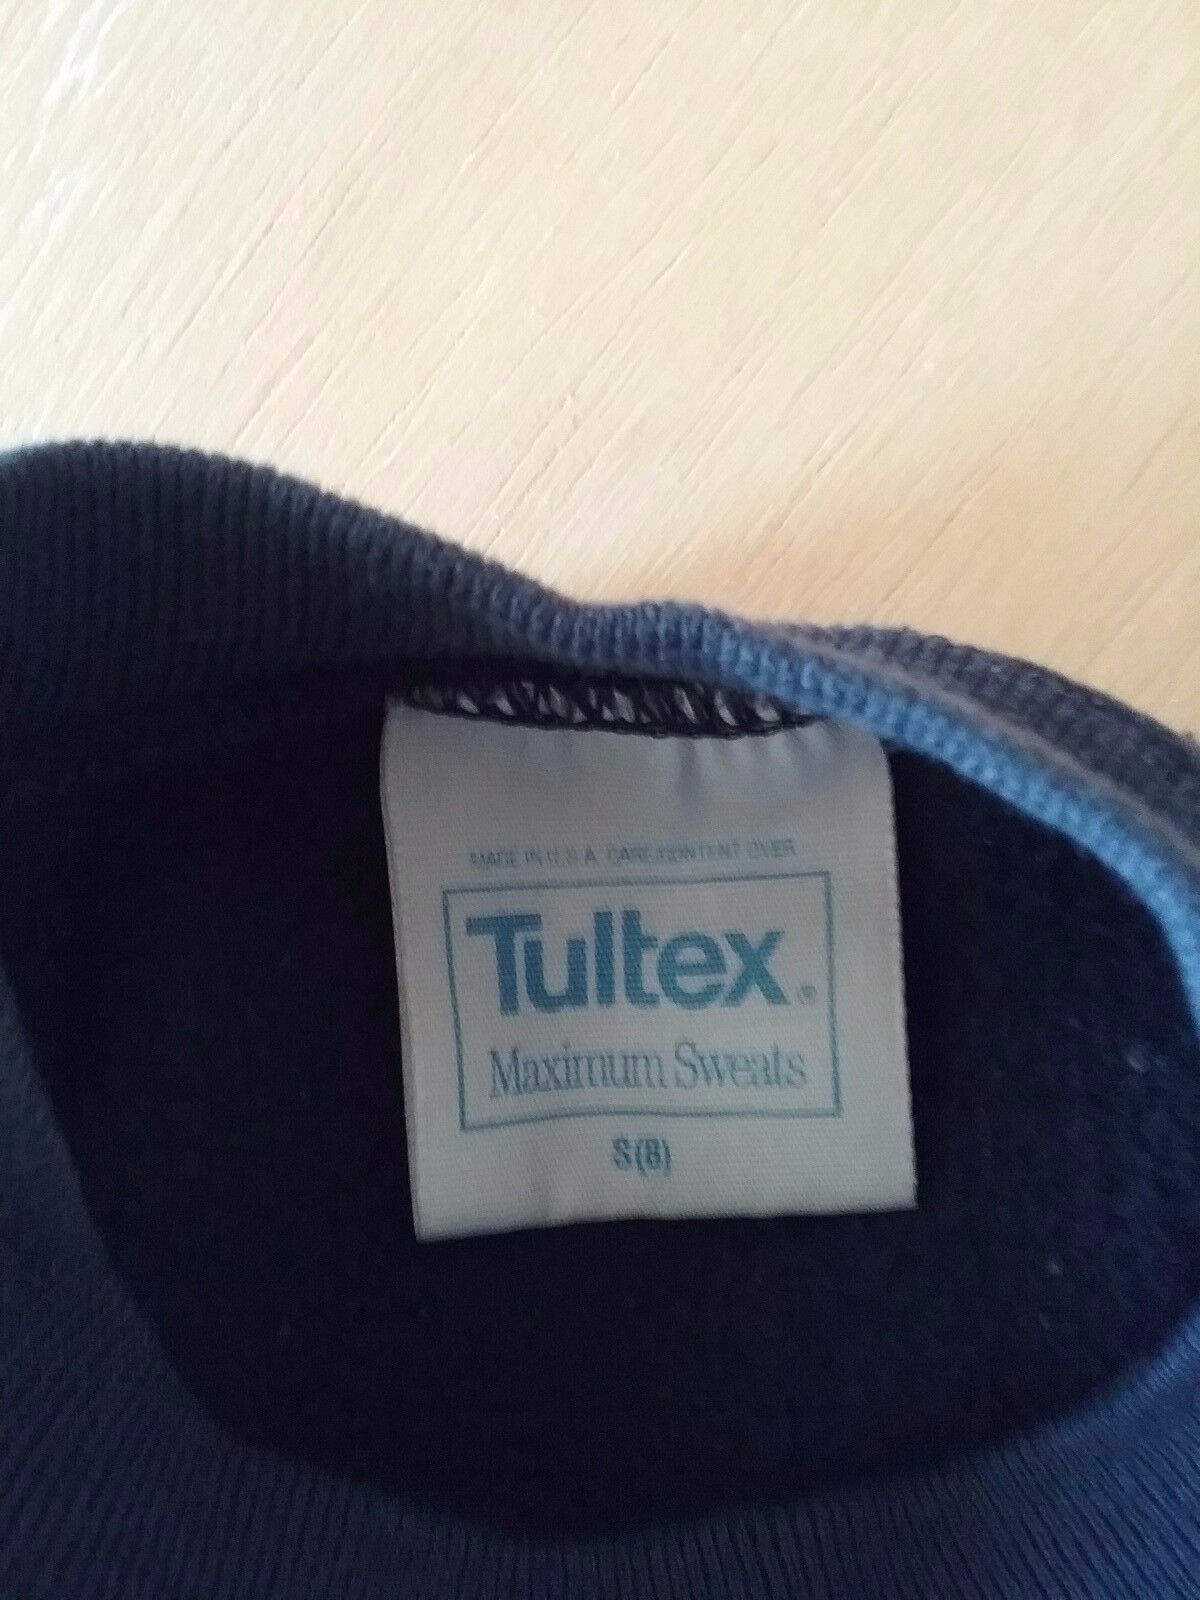 MADE IN U.S.A. CARE/CONTENT OVER
Tultex®
Maximum Sweats
S(8)